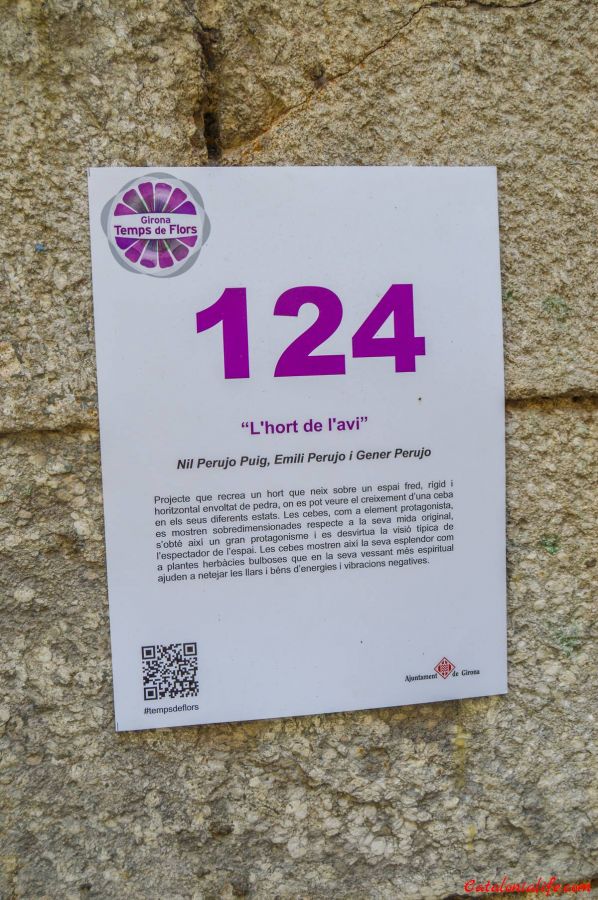 Girona
Temps de Flors
124
“L'hort de l'avi”
Nil Perujo Puig, Emili Perujo i Gener Perujo
Projecte que recrea un hort que neix sobre un espai fred, rigid i
horitzontal envoltat de pedra, on es pot veure el creixement d’una ceba
en els seus diferents estats. Les cebes, com a element protagonista,
es mostren sobredimensionades respecte a la seva mida original,
s’obté així un gran protagonisme i es desvirtua la visió típica de
l’espectador de l’espai. Les cebes mostren així la seva esplendor com
a plantes herbàcies bulboses que en la seva vessant més espiritual
ajuden a netejar les llars i béns d’energies i vibracions negatives.
#tempsdeflors
Ajuntament de Girona
Catalontalife.com